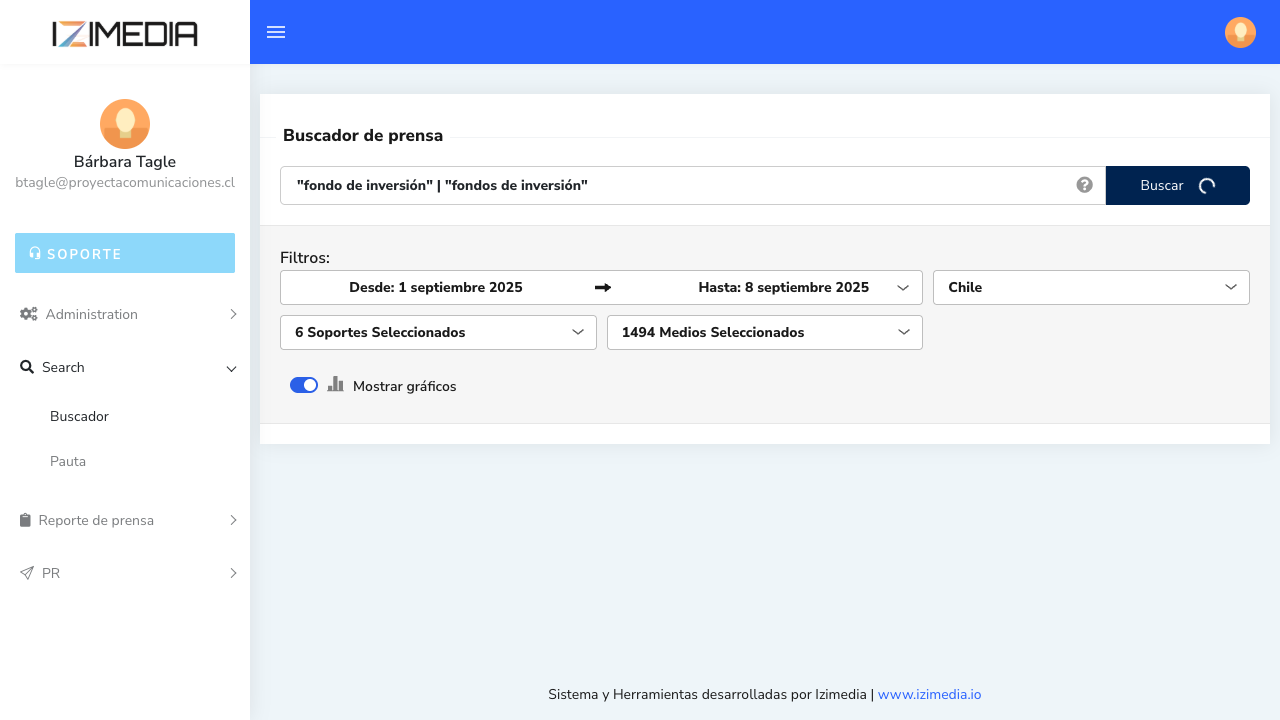 IZIMEDIA
Bárbara Tagle
btagle@proyectacomunicaciones.cl
SOPORTE
Administration
Search
Buscador
Pauta
Reporte de prensa
PR
Buscador de prensa
"fondo de inversión" | "fondos de inversión"
Buscar
Filtros:
Desde: 1 septiembre 2025 Hasta: 8 septiembre 2025
Chile
6 Soportes Seleccionados
1494 Medios Seleccionados
Mostrar gráficos
Sistema y Herramientas desarrolladas por Izimedia | www.izimedia.io